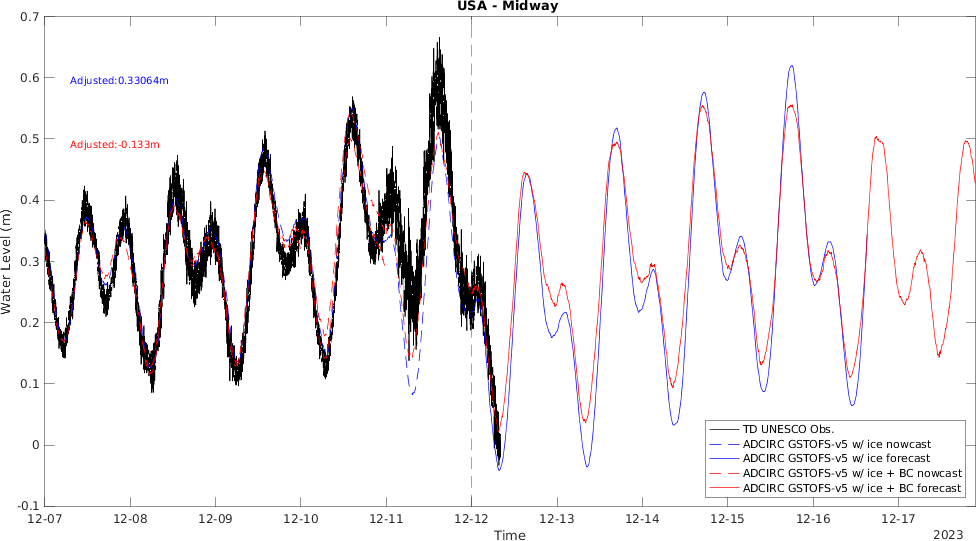 USA - Midway
0.7
0.6
0.5
0.4
0.3
0.2
0.1
0
-0.1
Water Level (m)
Adjusted:0.33064m
Adjusted:-0.133m
TD UNESCO Obs.
ADCIRC GSTOFS-v5 w/ ice nowcast
ADCIRC GSTOFS-v5 w/ ice forecast
ADCIRC GSTOFS-v5 w/ ice + BC nowcast
ADCIRC GSTOFS-v5 w/ ice + BC forecast
12-07 12-08 12-09 12-10 12-11 12-12 12-13 12-14 12-15 12-16 12-17
Time
2023